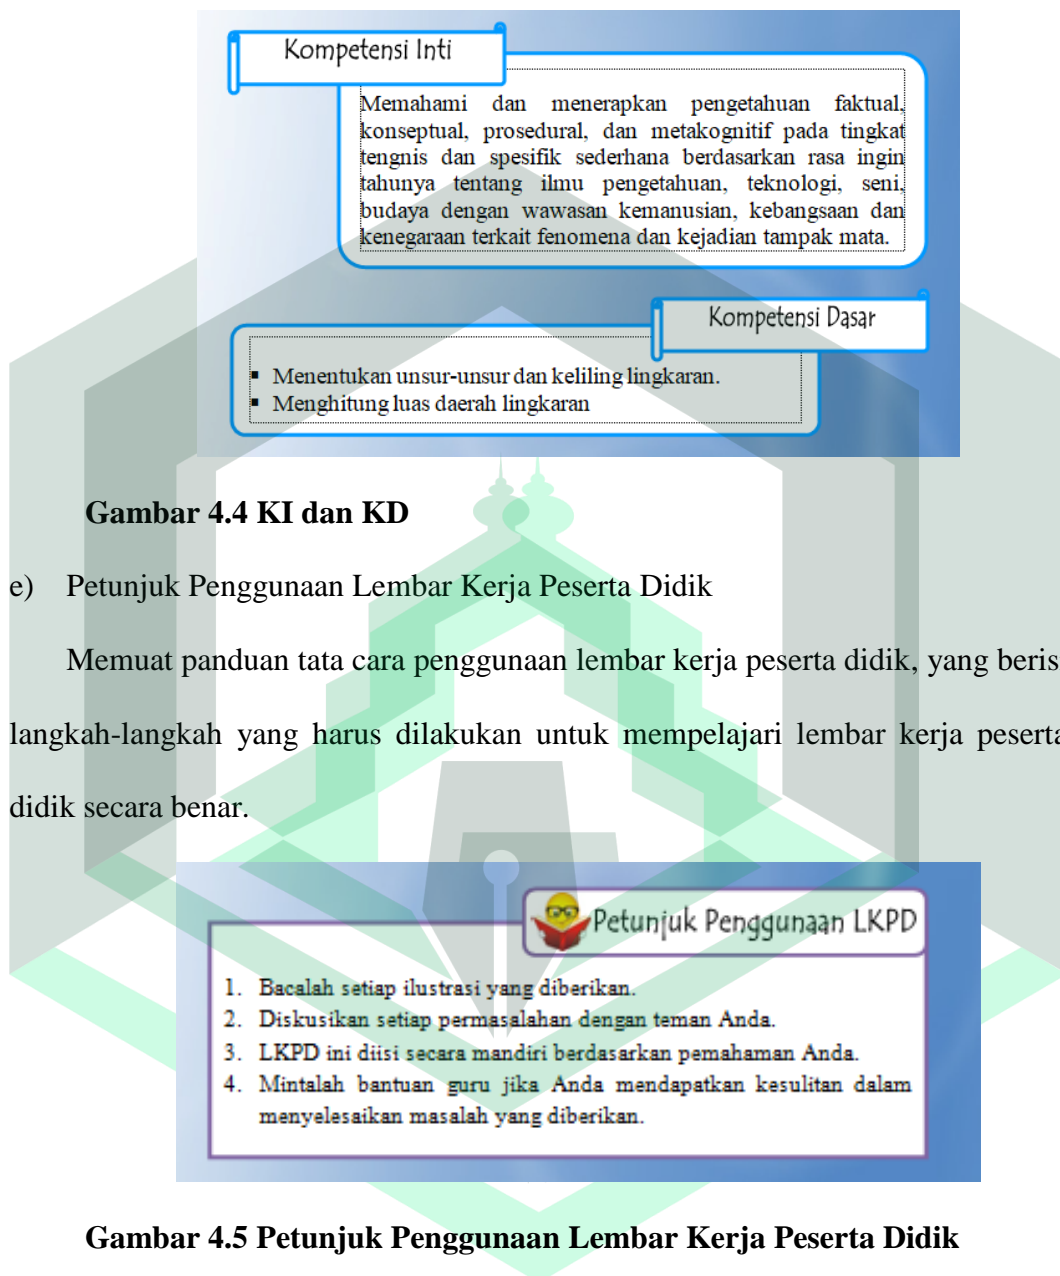 Kompetensi Inti
Memahami dan menerapkan pengetahuan faktual,
konseptual, prosedural, dan metakognitif pada tingkat
tengnis dan spesifik sederhana berdasarkan rasa ingin
tahunya tentang ilmu pengetahuan, teknologi, seni,
budaya dengan wawasan kemanusian, kebangsaan dan
kenegaraan terkait fenomena dan kejadian tampak mata.
Kompetensi Dasar
▪ Menentukan unsur-unsur dan keliling lingkaran.
▪ Menghitung luas daerah lingkaran
Gambar 4.4 KI dan KD
e) Petunjuk Penggunaan Lembar Kerja Peserta Didik
Memuat panduan tata cara penggunaan lembar kerja peserta didik, yang beris
langkah-langkah yang harus dilakukan untuk mempelajari lembar kerja peserta
didik secara benar.
Petunjuk Penggunaan LKPD
1. Bacalah setiap ilustrasi yang diberikan.
2. Diskusikan setiap permasalahan dengan teman Anda.
3. LKPD ini diisi secara mandiri berdasarkan pemahaman Anda.
4. Mintalah bantuan guru jika Anda mendapatkan kesulitan dalam
menyelesaikan masalah yang diberikan.
Gambar 4.5 Petunjuk Penggunaan Lembar Kerja Peserta Didik